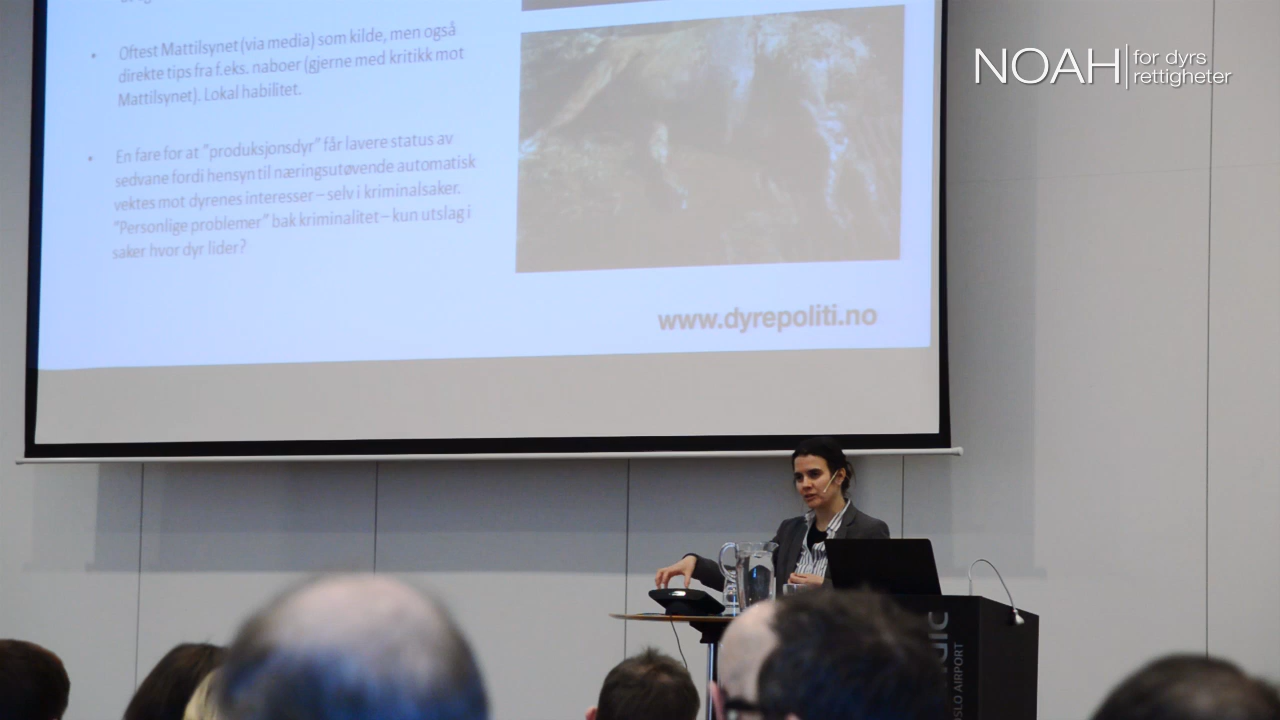 Oftest Mattilsynet (via media) som kilde, men også
direkte tips fra f.eks. naboer (gjerne med kritikk mot
Mattilsynet). Lokal habilitet.
En fare for at "produksjonsdyr" får lavere status av
sedvane fordi hensyn til næringsutøvende automatisk
vektes mot dyrenes interesser – selv i kriminalsaker.
"Personlige problemer" bak kriminalitet – kun utslag i
saker hvor dyr lider?
www.dyrepoliti.no
NOAH
for dyrs
rettigheter
OSLO AIRPORT